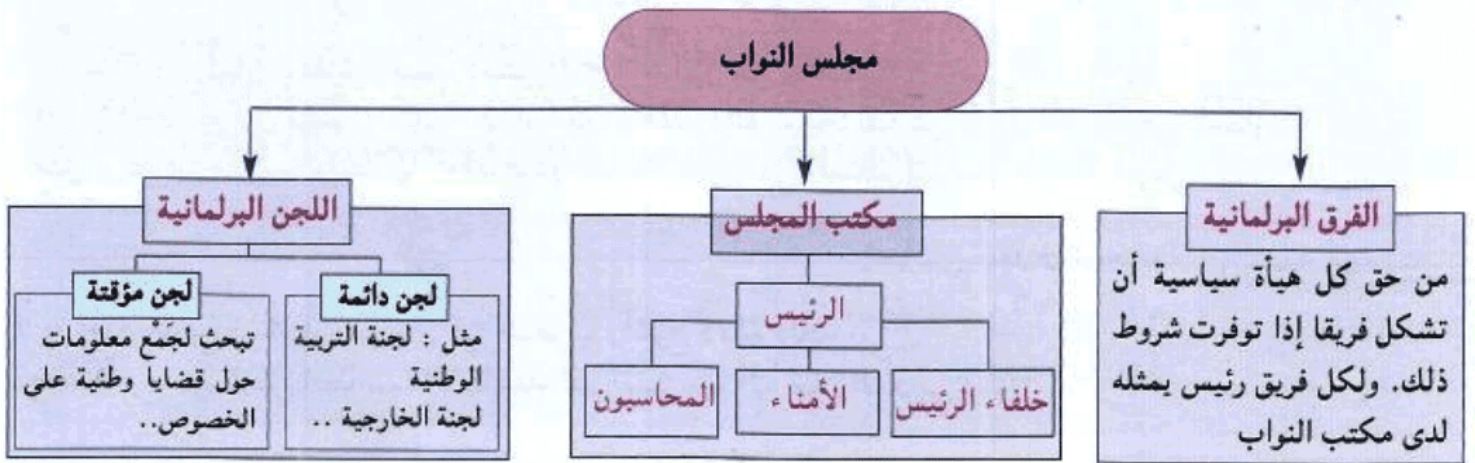 مجلس النواب
الفرق البرلمانية
من حق كل هيأة سياسية أن
تشكل فريقا إذا توفرت شروط
ذلك. ولكل فريق رئيس يمثله
لدى مكتب النواب
مكتب المجلس
الرئيس
خلفاء الرئيس
الأمناء
المحاسبون
اللجن البرلمانية
لجن دائمة
مثل : لجنة التربية
الوطنية
لجنة الخارجية ..
لجن مؤقتة
تبحث لجَمْع معلومات
حول قضايا وطنية على
الخصوص..